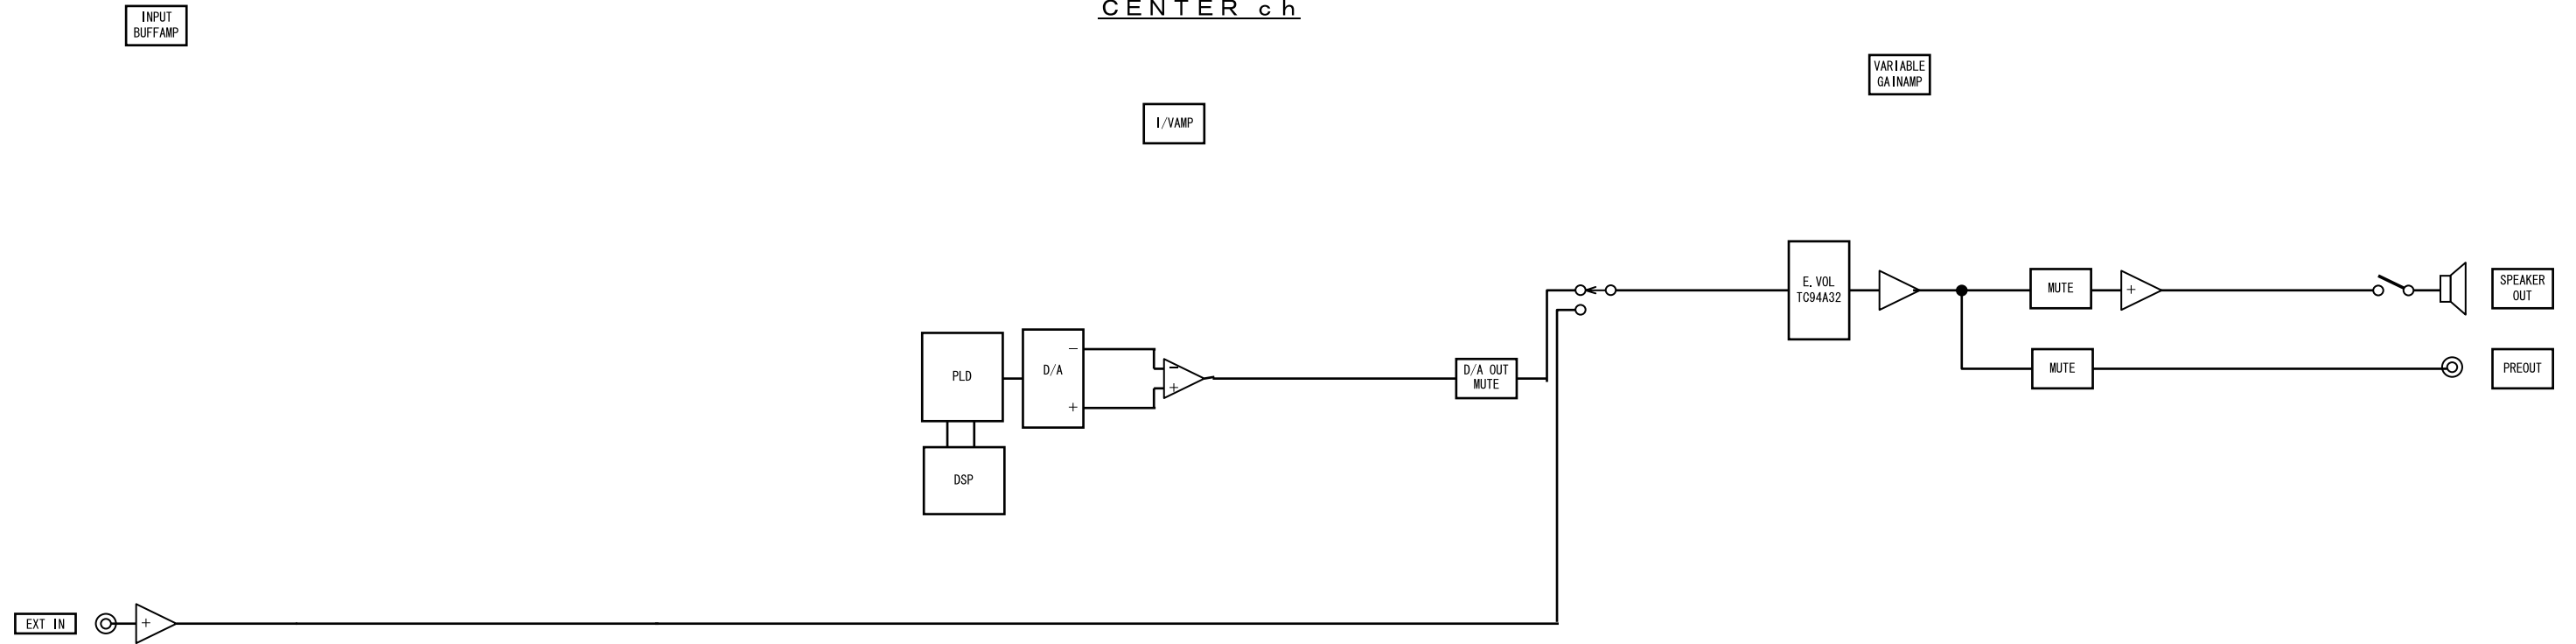 CENTER ch
INPUT
BUFFAMP
VARIABLE
GAINAMP
I/VAMP
E.VOL
TC94A32
MUTE
+
SPEAKER
OUT
PLD
D/A
−
+
−
+
D/A OUT
MUTE
MUTE
PREOUT
DSP
EXT IN
+